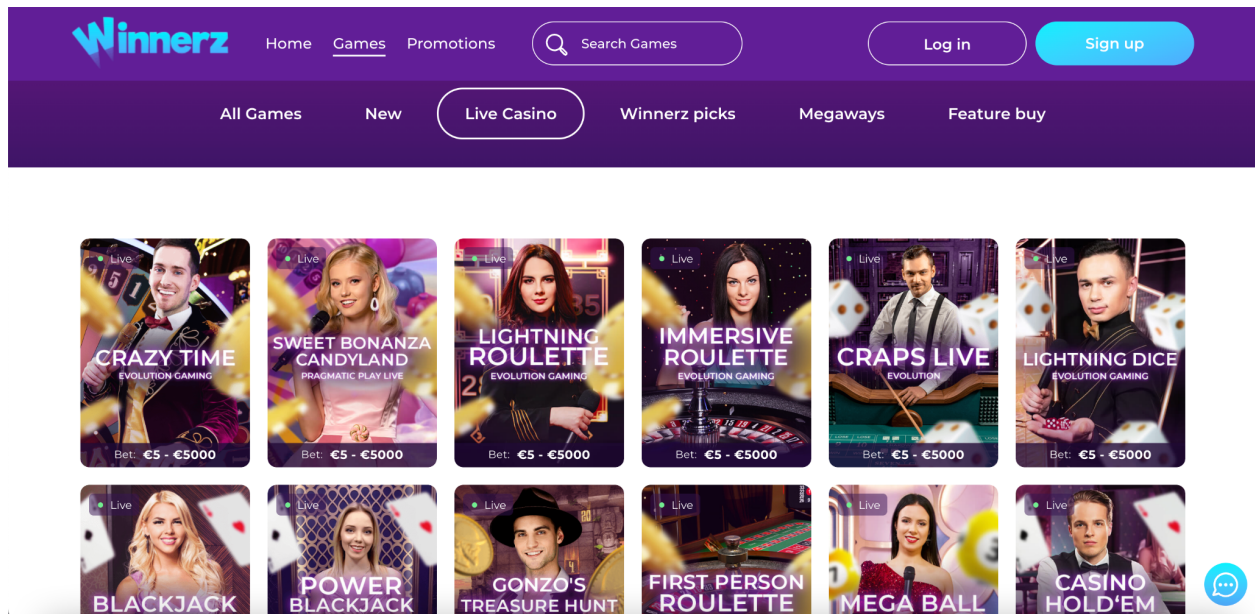 Winnerz
Home Games Promotions Search Games Log in Sign up
All Games New Live Casino Winnerz picks Megaways Feature buy
Live
CRAZY TIME
EVOLUTION GAMING
Bet: €5 - €5000
Live
SWEET BONANZA
CANDYLAND
PRAGMATIC PLAY LIVE
Bet: €5 - €5000
Live
LIGHTNING
ROULETTE
EVOLUTION GAMING
Bet: €5 - €5000
Live
IMMERSIVE
ROULETTE
EVOLUTION GAMING
Bet: €5 - €5000
Live
CRAPS LIVE
EVOLUTION
Bet: €5 - €5000
Live
LIGHTNING DICE
EVOLUTION GAMING
Bet: €5 - €5000
Live
BLACKJACK
Live
POWER
BLACKJACK
Live
GONZO'S
TREASURE HUNT
Live
FIRST PERSON
ROULETTE
Live
MEGA BALL
Live
CASINO
HOLD‘EM